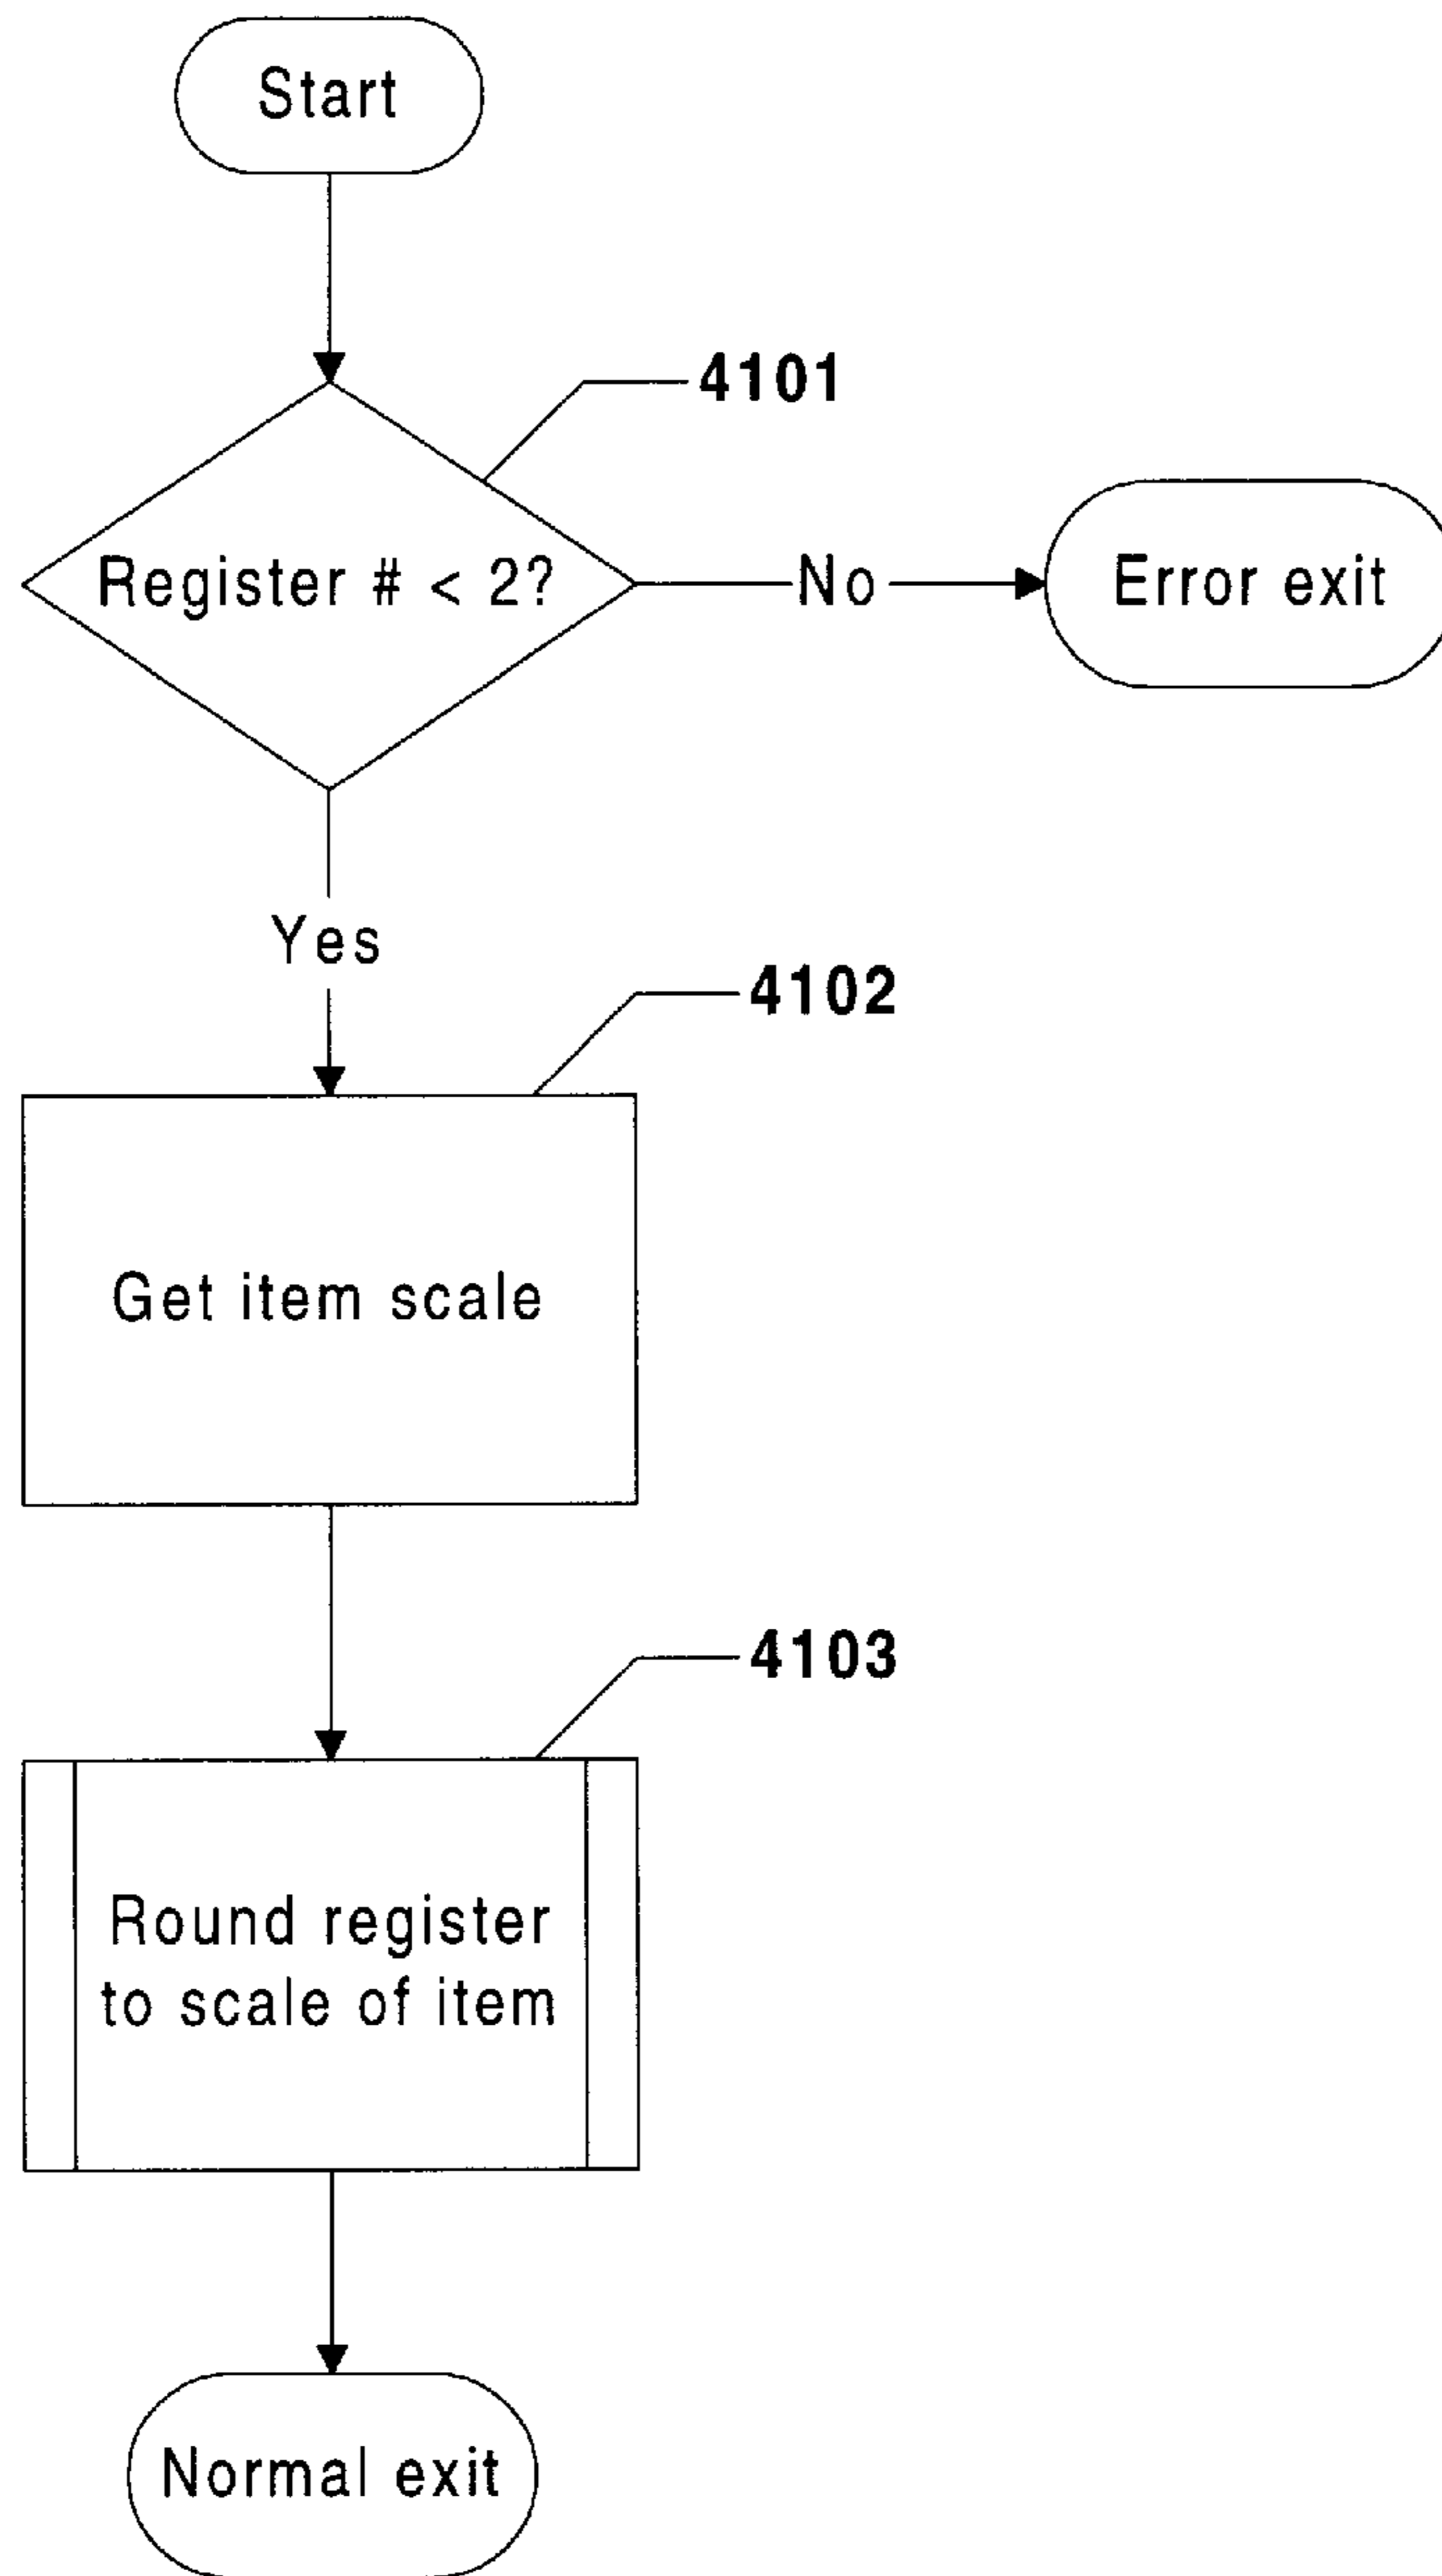 Start
4101
Register # < 2?
No
Error exit
Yes
4102
Get item scale
4103
Round register
to scale of item
Normal exit